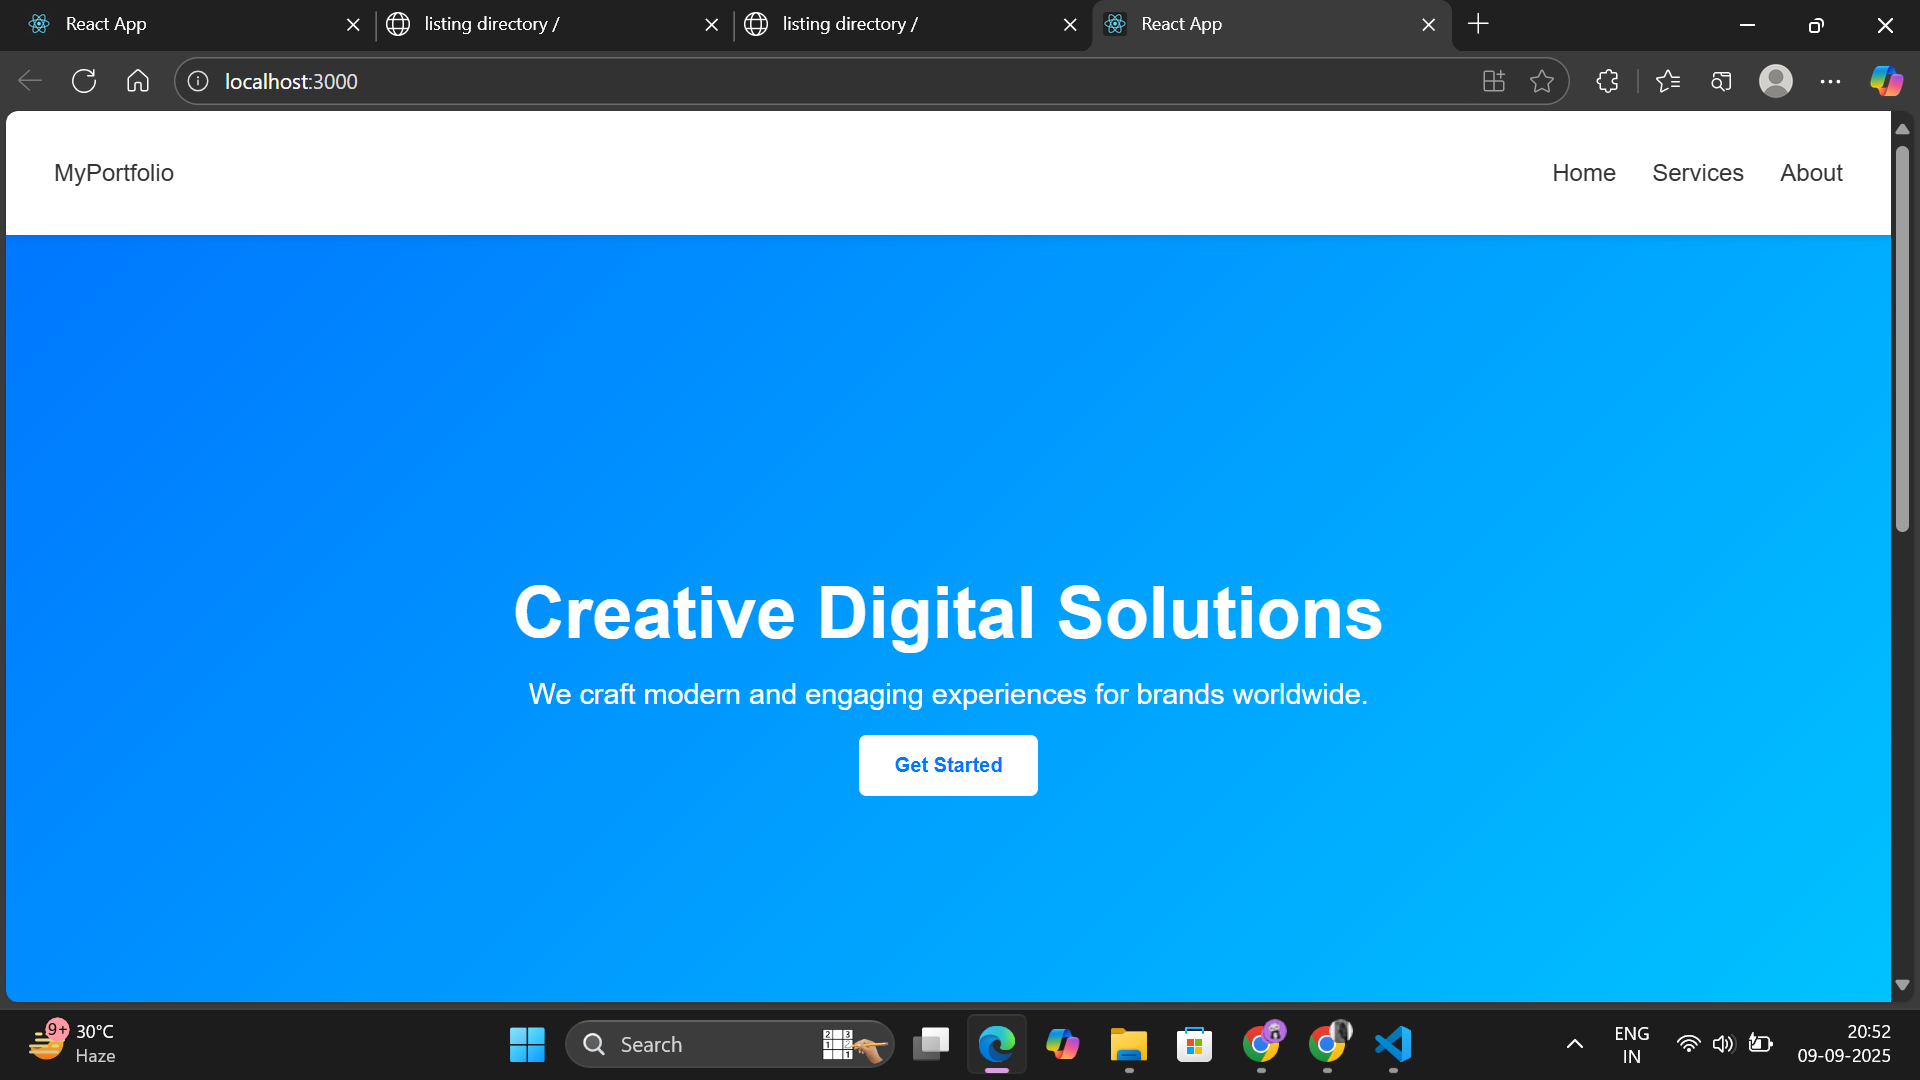 React App
listing directory /
listing directory /
React App
localhost:3000
MyPortfolio
Home
Services
About
Creative Digital Solutions
We craft modern and engaging experiences for brands worldwide.
Get Started
9+
30°C
Haze
Search
ENG
IN
20:52
09-09-2025